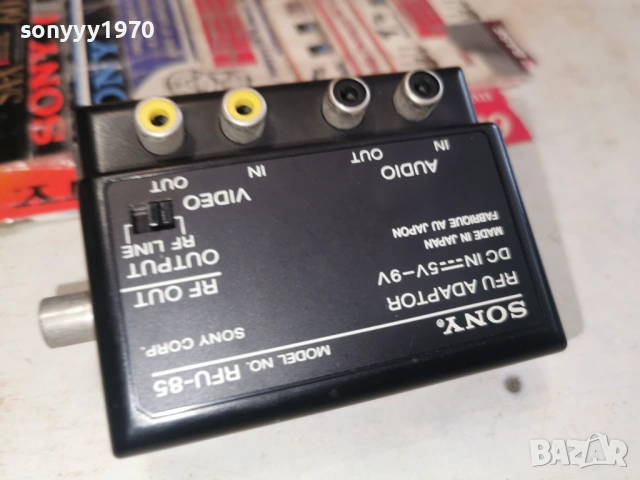 sonyyy1970
SONY®
MODEL NO. RFU-85
RFU ADAPTOR
SONY CORP.
DC IN ⎓ 5V-9V
RF OUT
MADE IN JAPAN
FABRIQUE AU JAPON
OUTPUT
RF LINE
AUDIO
IN OUT
VIDEO
IN OUT
SONY
VHS
BAZAR